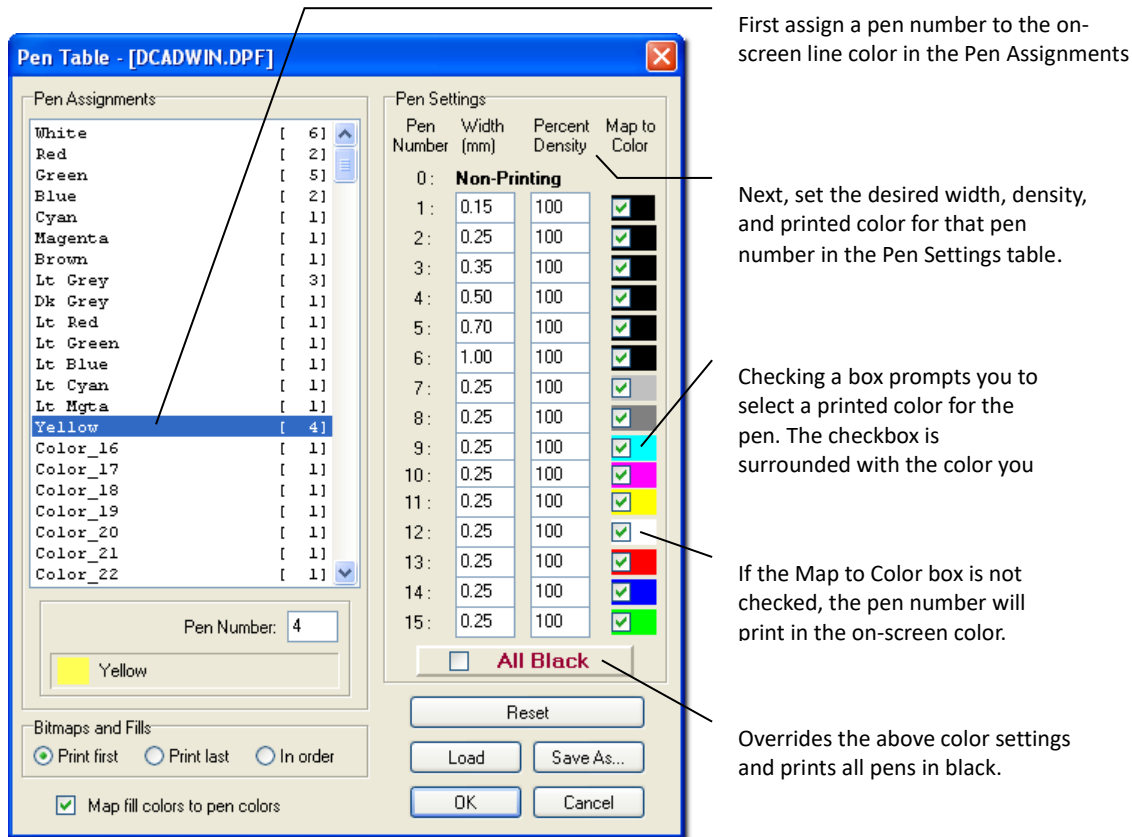 First assign a pen number to the on-
screen line color in the Pen Assignments
Pen Table - [DCADWIN.DPF]
Pen Assignments
White [ 6]
Red [ 2]
Green [ 5]
Blue [ 2]
Cyan [ 1]
Magenta [ 1]
Brown [ 1]
Lt Grey [ 3]
Dk Grey [ 1]
Lt Red [ 1]
Lt Green [ 1]
Lt Blue [ 1]
Lt Cyan [ 1]
Lt Mgta [ 1]
Yellow [ 4]
Color_16 [ 1]
Color_17 [ 1]
Color_18 [ 1]
Color_19 [ 1]
Color_20 [ 1]
Color_21 [ 1]
Color_22 [ 1]
Pen Number: 4
Yellow
Bitmaps and Fills
Print first Print last In order
Map fill colors to pen colors
Pen Settings
Pen Width Percent Map to
Number (mm) Density Color
0 : Non-Printing
1 : 0.15 100
2 : 0.25 100
3 : 0.35 100
4 : 0.50 100
5 : 0.70 100
6 : 1.00 100
7 : 0.25 100
8 : 0.25 100
9 : 0.25 100
10 : 0.25 100
11 : 0.25 100
12 : 0.25 100
13 : 0.25 100
14 : 0.25 100
15 : 0.25 100
All Black
Reset
Load Save As...
OK Cancel
Next, set the desired width, density,
and printed color for that pen
number in the Pen Settings table.
Checking a box prompts you to
select a printed color for the
pen. The checkbox is
surrounded with the color you
If the Map to Color box is not
checked, the pen number will
print in the on-screen color.
Overrides the above color settings
and prints all pens in black.